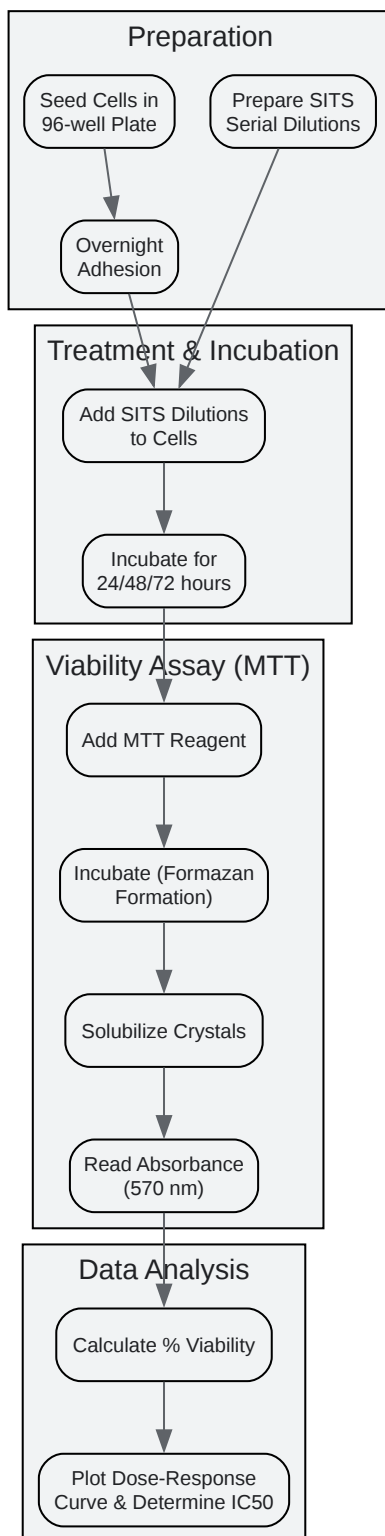 Preparation
Seed Cells in
96-well Plate
Prepare SITS
Serial Dilutions
Overnight
Adhesion
Treatment & Incubation
Add SITS Dilutions
to Cells
Incubate for
24/48/72 hours
Viability Assay (MTT)
Add MTT Reagent
Incubate (Formazan
Formation)
Solubilize Crystals
Read Absorbance
(570 nm)
Data Analysis
Calculate % Viability
Plot Dose-Response
Curve & Determine IC50